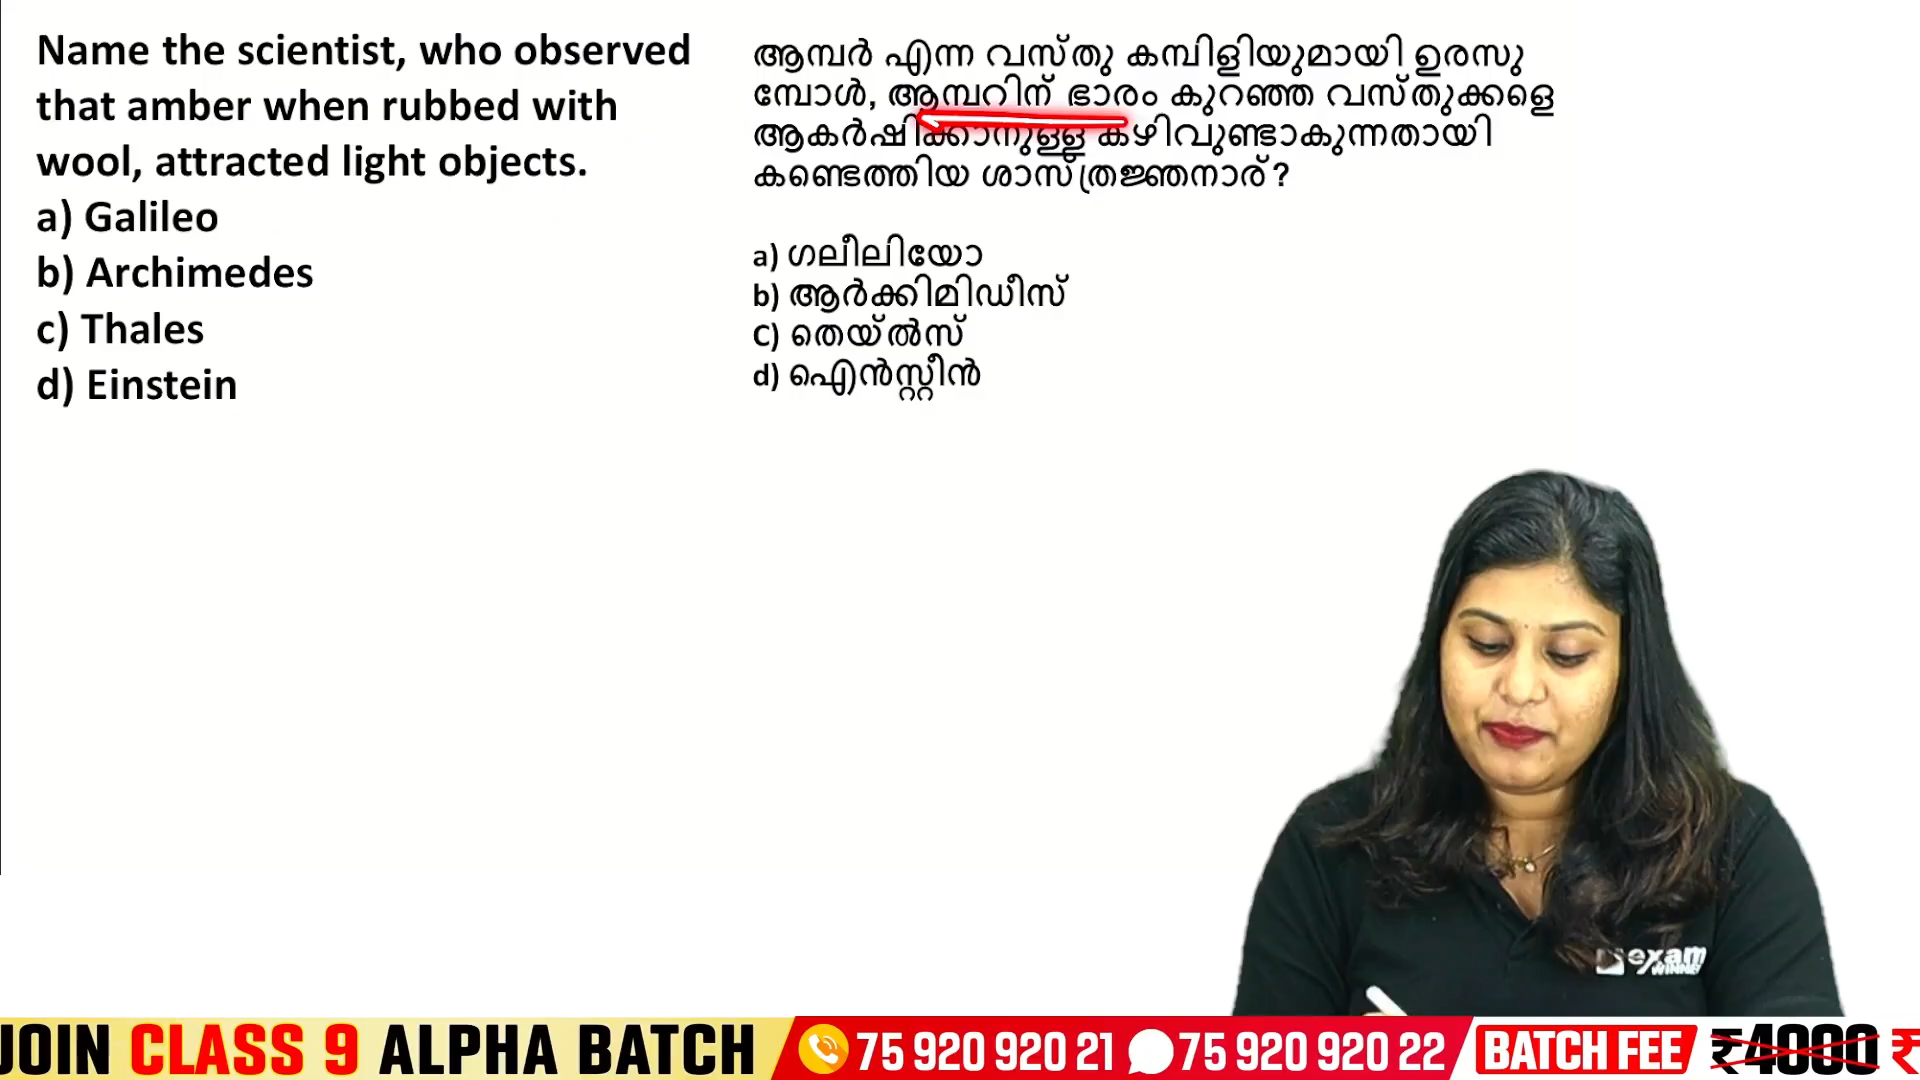 Name the scientist, who observed
that amber when rubbed with
wool, attracted light objects.
a) Galileo
b) Archimedes
c) Thales
d) Einstein
ആമ്പർ എന്ന വസ്തു കമ്പിളിയുമായി ഉരസു
മ്പോൾ, ആമ്പറിന് ഭാരം കുറഞ്ഞ വസ്തുക്കളെ
ആകർഷിക്കാനുള്ള കഴിവുണ്ടാകുന്നതായി
കണ്ടെത്തിയ ശാസ്ത്രജ്ഞനാര്?
a) ഗലീലിയോ
b) ആർക്കിമിഡീസ്
C) തെയ്ൽസ്
d) ഐൻസ്റ്റീൻ
exam
WINNER
JOIN CLASS 9 ALPHA BATCH 75 920 920 21 75 920 920 22 BATCH FEE ₹4000 ₹